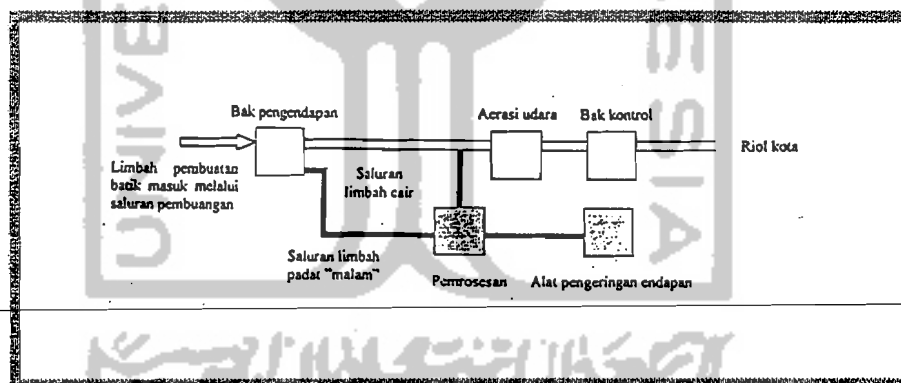 Bak pengendapan
Aerasi udara
Bak kontrol
Riol kota
Limbah pembuatan
batik masuk melalui
saluran pembuangan
Saluran
limbah cair
Saluran limbah
padat "malam"
Pemrosesan
Alat pengeringan endapan